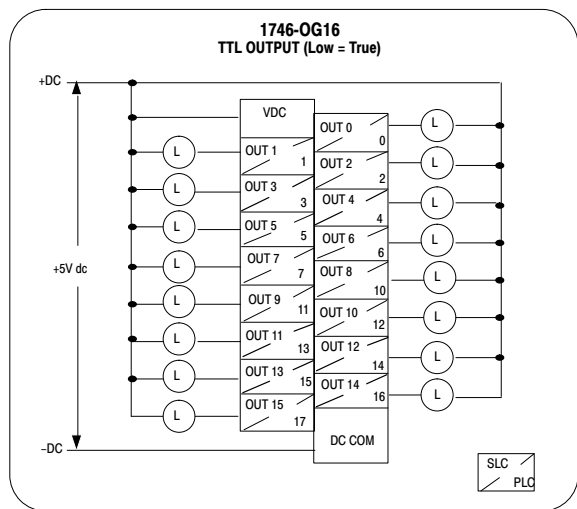 1746-OG16
TTL OUTPUT (Low = True)
+DC
VDC
OUT 0
0
L
L
OUT 1
1
OUT 2
2
L
L
OUT 3
3
OUT 4
4
L
L
OUT 5
5
OUT 6
6
L
+5V dc
L
OUT 7
7
OUT 8
10
L
L
OUT 9
11
OUT 10
12
L
L
OUT 11
13
OUT 12
14
L
L
OUT 13
15
OUT 14
16
L
L
OUT 15
17
DC COM
–DC
SLC
PLC